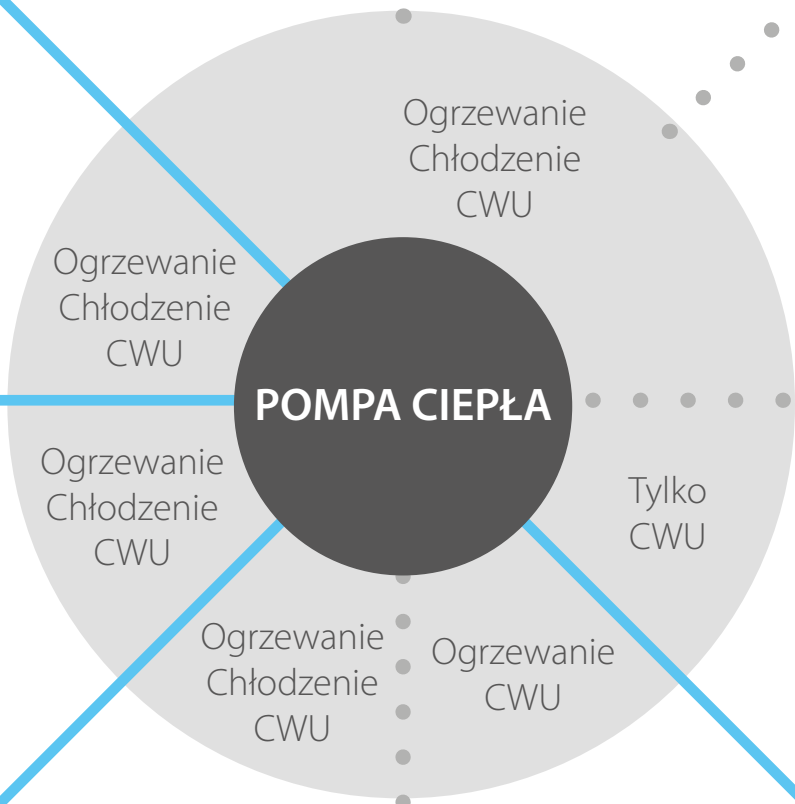 Ogrzewanie
Chłodzenie
CWU
Ogrzewanie
Chłodzenie
CWU
POMPA CIEPŁA
Ogrzewanie
Chłodzenie
CWU
Tylko
CWU
Ogrzewanie
Chłodzenie
CWU
Ogrzewanie
CWU